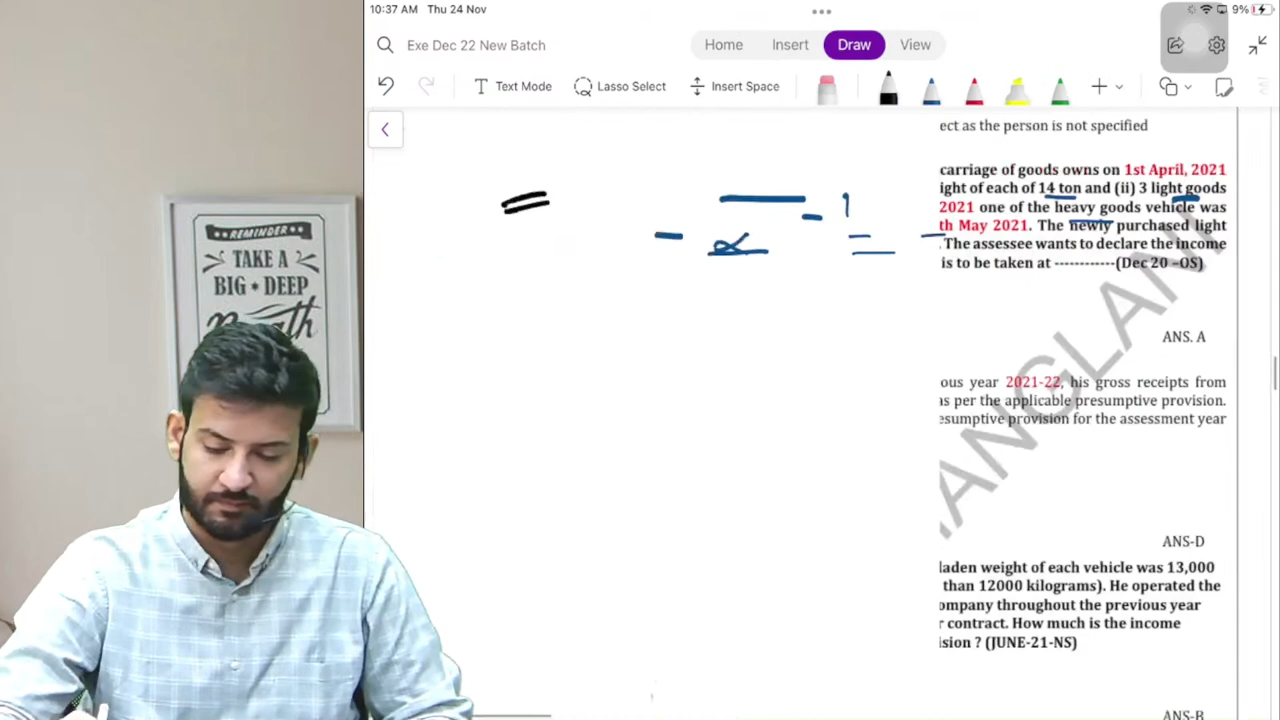 10:37 AM Thu 24 Nov
9%
Exe Dec 22 New Batch
Home Insert Draw View
Text Mode Lasso Select Insert Space
REMINDER
TAKE A
BIG DEEP
ect as the person is not specified
carriage of goods owns on 1st April, 2021
ight of each of 14 ton and (ii) 3 light goods
2021 one of the heavy goods vehicle was
th May 2021. The newly purchased light
. The assessee wants to declare the income
is to be taken at ------------(Dec 20 –OS)
ANS. A
ous year 2021-22, his gross receipts from
as per the applicable presumptive provision.
esumptive provision for the assessment year
ANGLANI
ANS-D
laden weight of each vehicle was 13,000
than 12000 kilograms). He operated the
ompany throughout the previous year
r contract. How much is the income
ision ? (JUNE-21-NS)
ANS-B